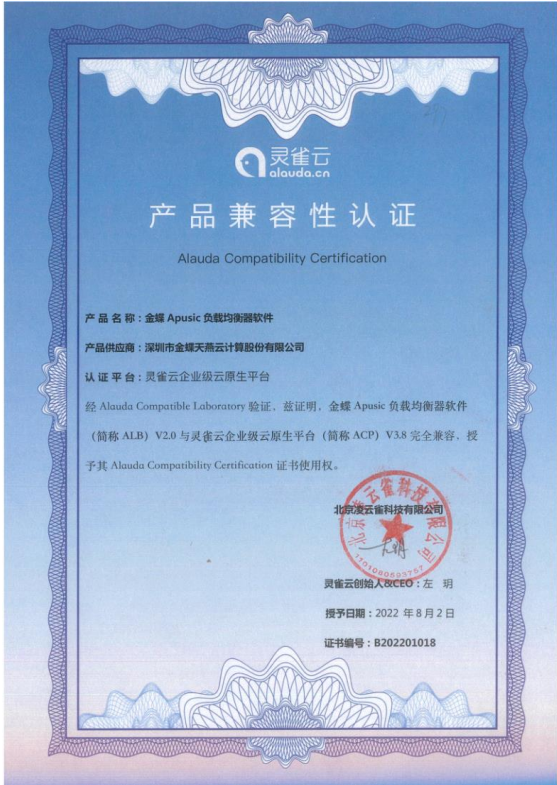 灵雀云
alauda.cn
产品兼容性认证
Alauda Compatibility Certification
产品名称：金蝶 Apusic 负载均衡器软件
产品供应商：深圳市金蝶天燕云计算股份有限公司
认证平台：灵雀云企业级云原生平台
经 Alauda Compatible Laboratory 验证，兹证明，金蝶 Apusic 负载均衡器软件
（简称 ALB）V2.0 与灵雀云企业级云原生平台（简称 ACP）V3.8 完全兼容，授
予其 Alauda Compatibility Certification 证书使用权。
北京凌云雀科技有限公司
灵雀云创始人&CEO：左 玥
授予日期：2022 年 8 月 2 日
证书编号：B202201018